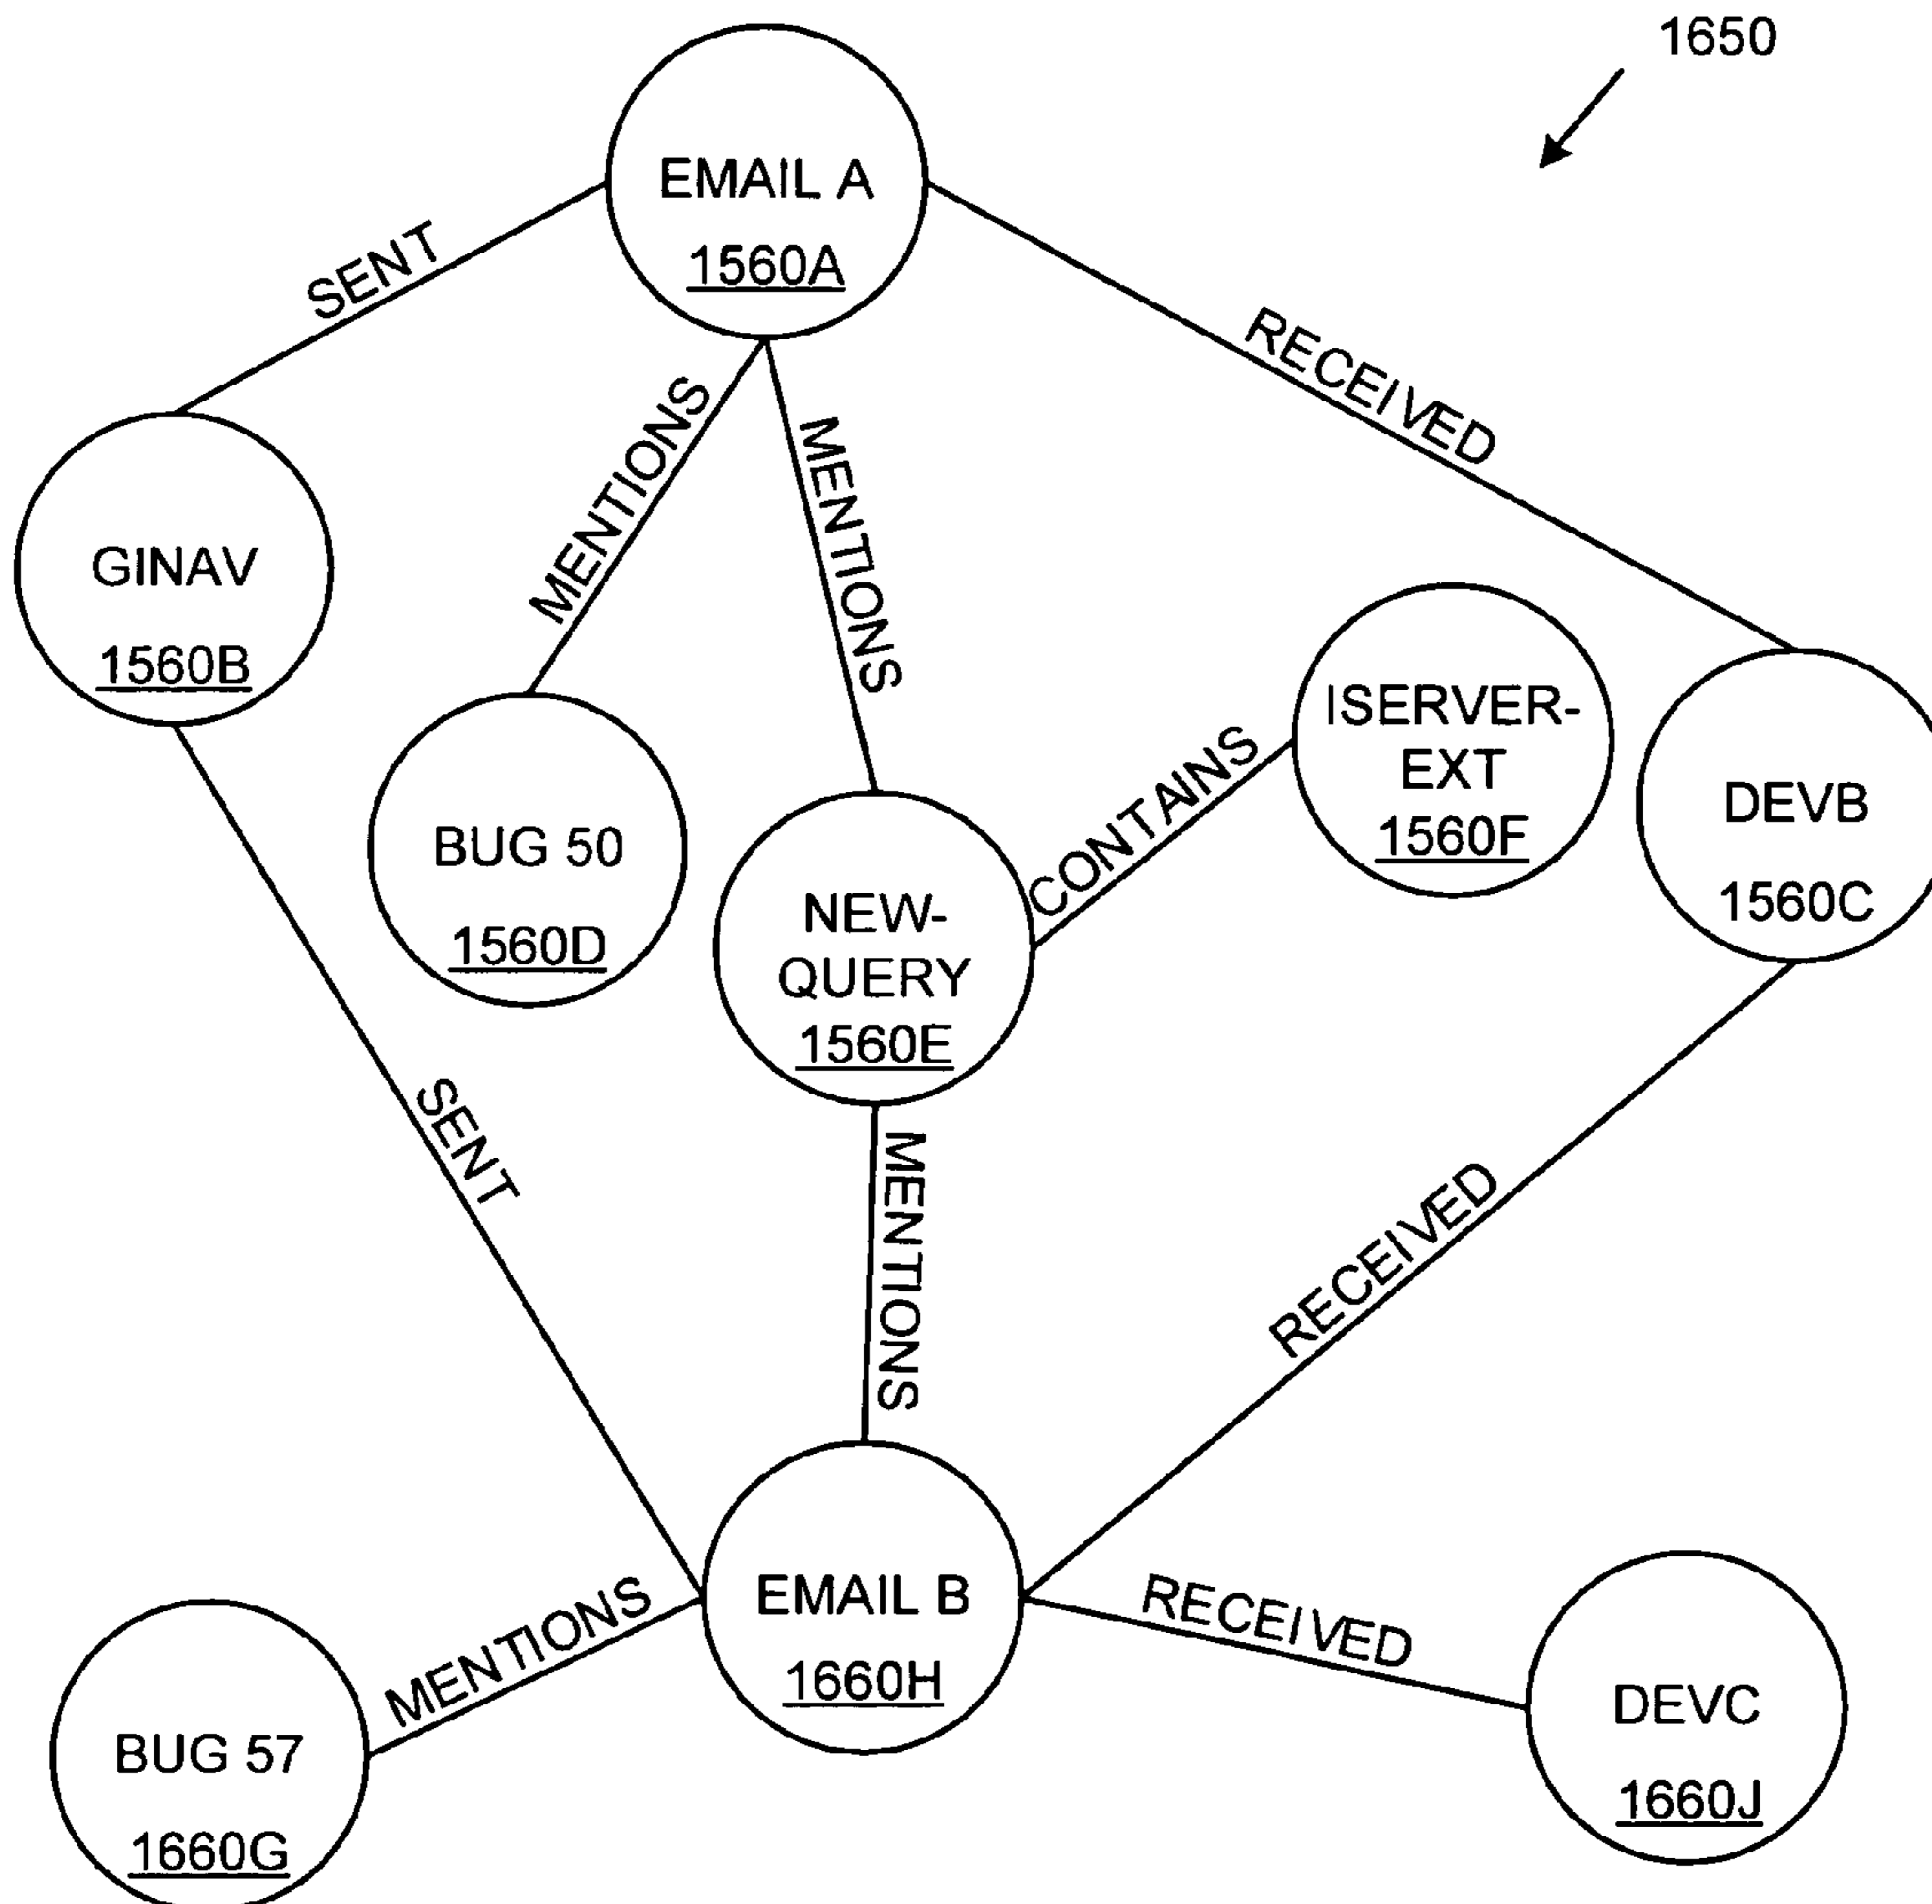 1650
EMAIL A
1560A
SENT
RECEIVED
MENTIONS
MENTIONS
GINAV
1560B
ISERVER-
EXT
1560F
DEVB
1560C
BUG 50
1560D
CONTAINS
NEW-
QUERY
1560E
SENT
MENTIONS
RECEIVED
EMAIL B
1660H
MENTIONS
RECEIVED
BUG 57
1660G
DEVC
1660J